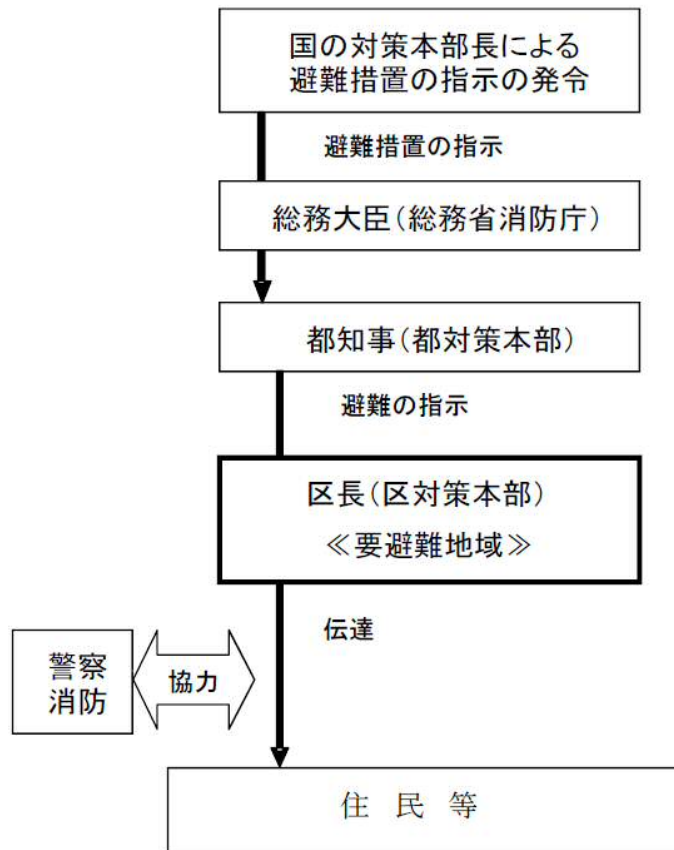 国の対策本部長による
避難措置の指示の発令
避難措置の指示
総務大臣(総務省消防庁)
都知事(都対策本部)
避難の指示
区長(区対策本部)
≪要避難地域≫
伝達
警察
消防
協力
住 民 等